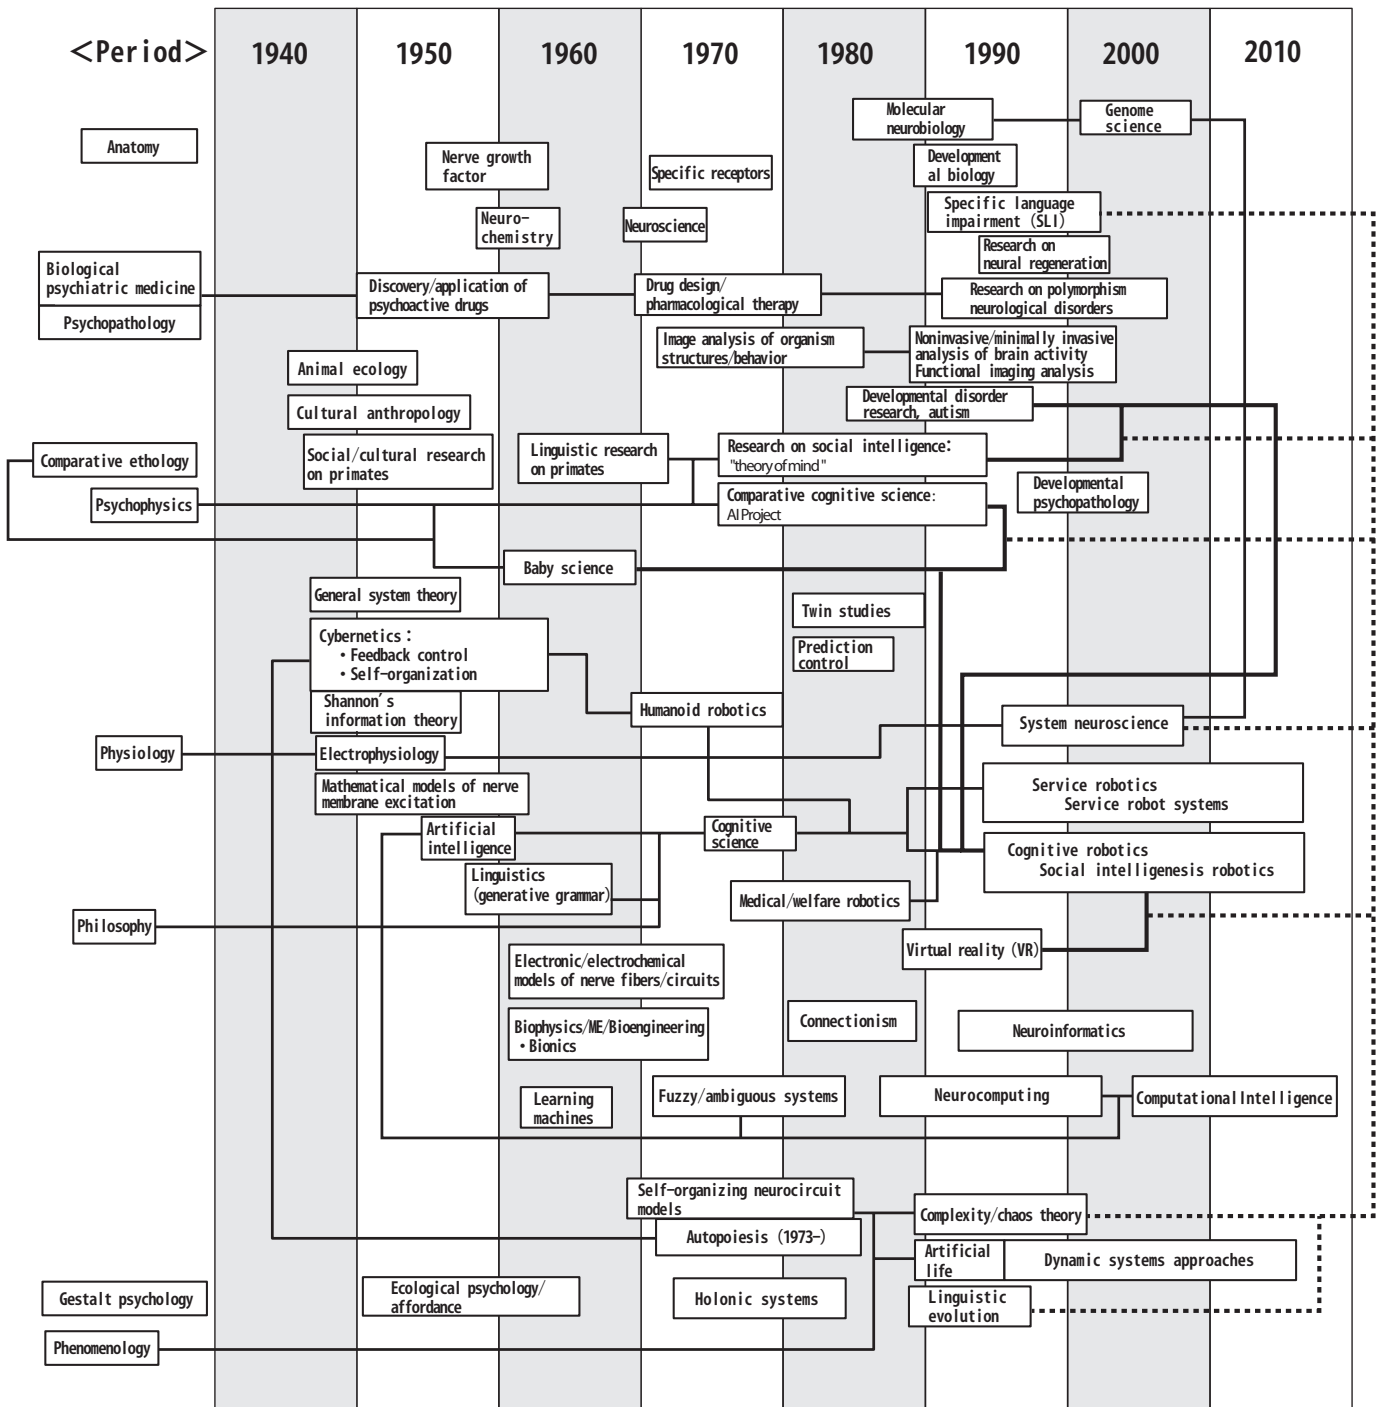 <Period>
1940
1950
1960
1970
1980
1990
2000
2010
Molecular
neurobiology
Genome
science
Anatomy
Nerve growth
factor
Specific receptors
Development
al biology
Specific language
impairment (SLI)
Neuro-
chemistry
Neuroscience
Research on
neural regeneration
Biological
psychiatric medicine
Psychopathology
Discovery/application of
psychoactive drugs
Drug design/
pharmacological therapy
Research on polymorphism
neurological disorders
Image analysis of organism
structures/behavior
Noninvasive/minimally invasive
analysis of brain activity
Functional imaging analysis
Animal ecology
Developmental disorder
research, autism
Cultural anthropology
Social/cultural research
on primates
Linguistic research
on primates
Research on social intelligence:
"theory of mind"
Comparative ethology
Psychophysics
Comparative cognitive science:
AI Project
Developmental
psychopathology
Baby science
General system theory
Twin studies
Cybernetics:
・Feedback control
・Self-organization
Prediction
control
Shannon's
information theory
Humanoid robotics
System neuroscience
Physiology
Electrophysiology
Mathematical models of nerve
membrane excitation
Service robotics
Service robot systems
Artificial
intelligence
Cognitive
science
Cognitive robotics
Social intelligenesis robotics
Linguistics
(generative grammar)
Medical/welfare robotics
Philosophy
Virtual reality (VR)
Electronic/electrochemical
models of nerve fibers/circuits
Biophysics/ME/Bioengineering
・Bionics
Connectionism
Neuroinformatics
Learning
machines
Fuzzy/ambiguous systems
Neurocomputing
Computational Intelligence
Self-organizing neurocircuit
models
Complexity/chaos theory
Autopoiesis (1973-)
Artificial
life
Dynamic systems approaches
Gestalt psychology
Ecological psychology/
affordance
Holonic systems
Linguistic
evolution
Phenomenology